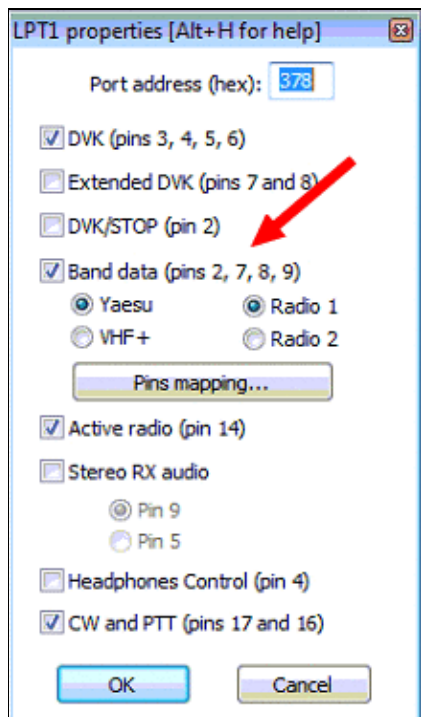 LPT1 properties [Alt+H for help]
Port address (hex): 378
DVK (pins 3, 4, 5, 6)
Extended DVK (pins 7 and 8)
DVK/STOP (pin 2)
Band data (pins 2, 7, 8, 9)
Yaesu Radio 1
VHF+ Radio 2
Pins mapping...
Active radio (pin 14)
Stereo RX audio
Pin 9
Pin 5
Headphones Control (pin 4)
CW and PTT (pins 17 and 16)
OK Cancel